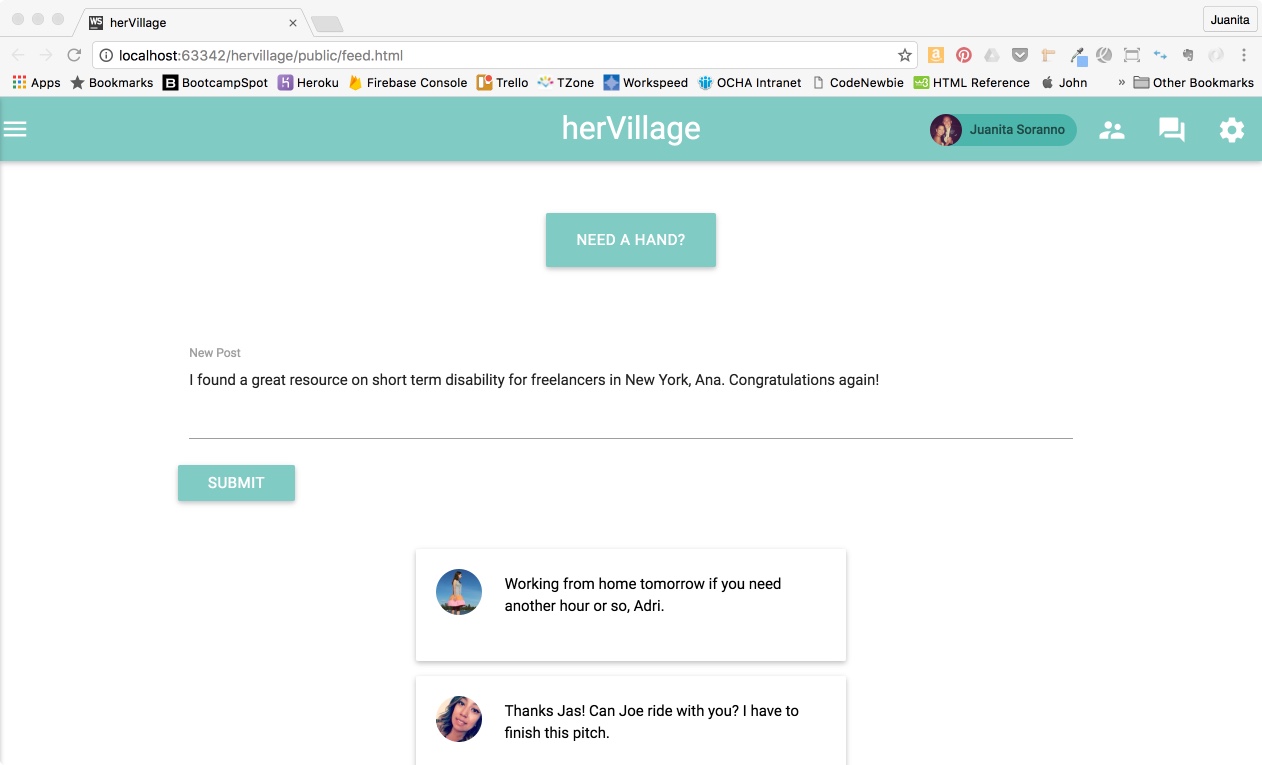 WS
herVillage
Juanita
localhost:63342/hervillage/public/feed.html
Apps Bookmarks B BootcampSpot Heroku Firebase Console Trello TZone Workspeed OCHA Intranet CodeNewbie w3 HTML Reference John » Other Bookmarks
herVillage
Juanita Soranno
NEED A HAND?
New Post
I found a great resource on short term disability for freelancers in New York, Ana. Congratulations again!
SUBMIT
Working from home tomorrow if you need
another hour or so, Adri.
Thanks Jas! Can Joe ride with you? I have to
finish this pitch.